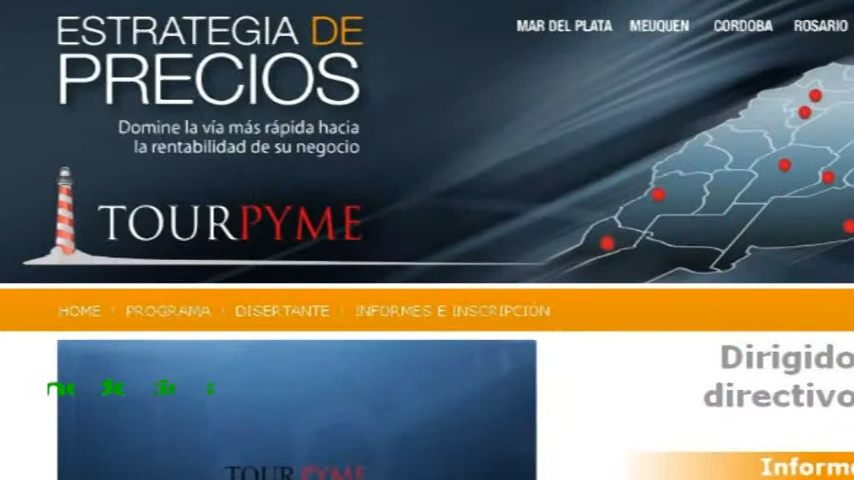 ESTRATEGIA DE
PRECIOS
Domine la vía más rápida hacia
la rentabilidad de su negocio
TOURPYME
MAR DEL PLATA MEUQUEN CORDOBA ROSARIO
HOME PROGRAMA DISERTANTE INFORMES E INSCRIPCIÓN
TOURPYME
Dirigido
directivo
Informe